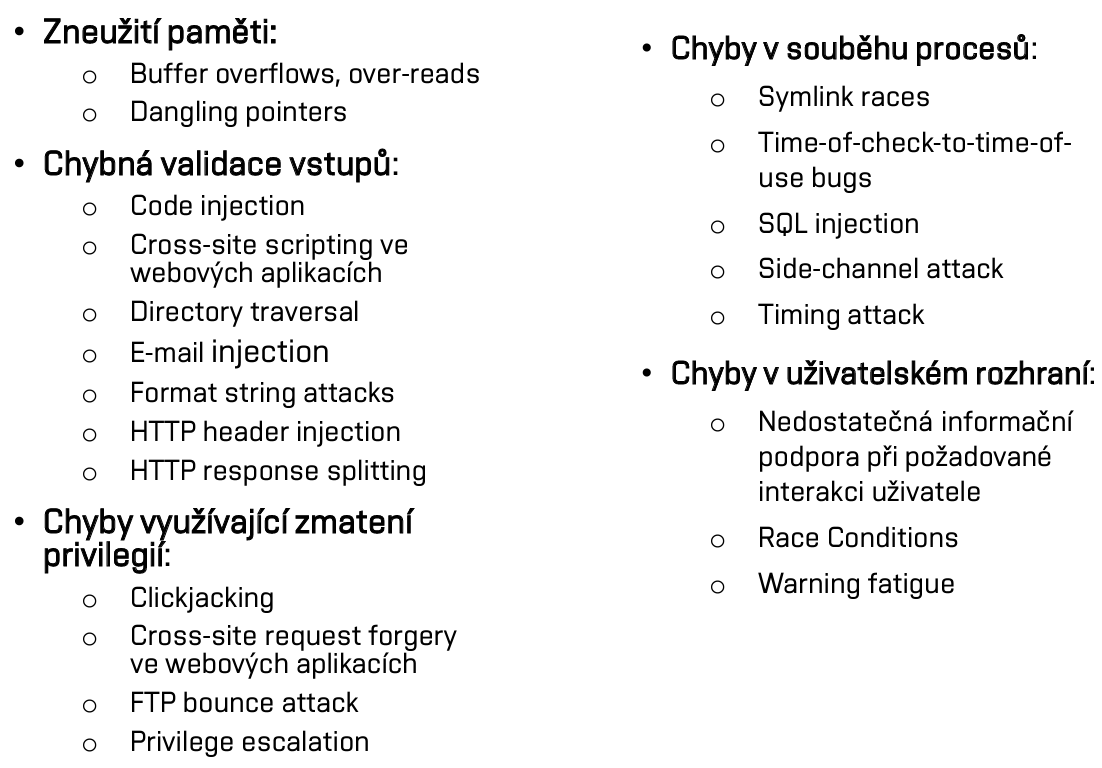 • Zneužití paměti:
o Buffer overflows, over-reads
o Dangling pointers
• Chybná validace vstupů:
o Code injection
o Cross-site scripting ve
webových aplikacích
o Directory traversal
o E-mail injection
o Format string attacks
o HTTP header injection
o HTTP response splitting
• Chyby využívající zmatení
privilegií:
o Clickjacking
o Cross-site request forgery
ve webových aplikacích
o FTP bounce attack
o Privilege escalation
• Chyby v souběhu procesů:
o Symlink races
o Time-of-check-to-time-of-
use bugs
o SQL injection
o Side-channel attack
o Timing attack
• Chyby v uživatelském rozhraní:
o Nedostatečná informační
podpora při požadované
interakci uživatele
o Race Conditions
o Warning fatigue